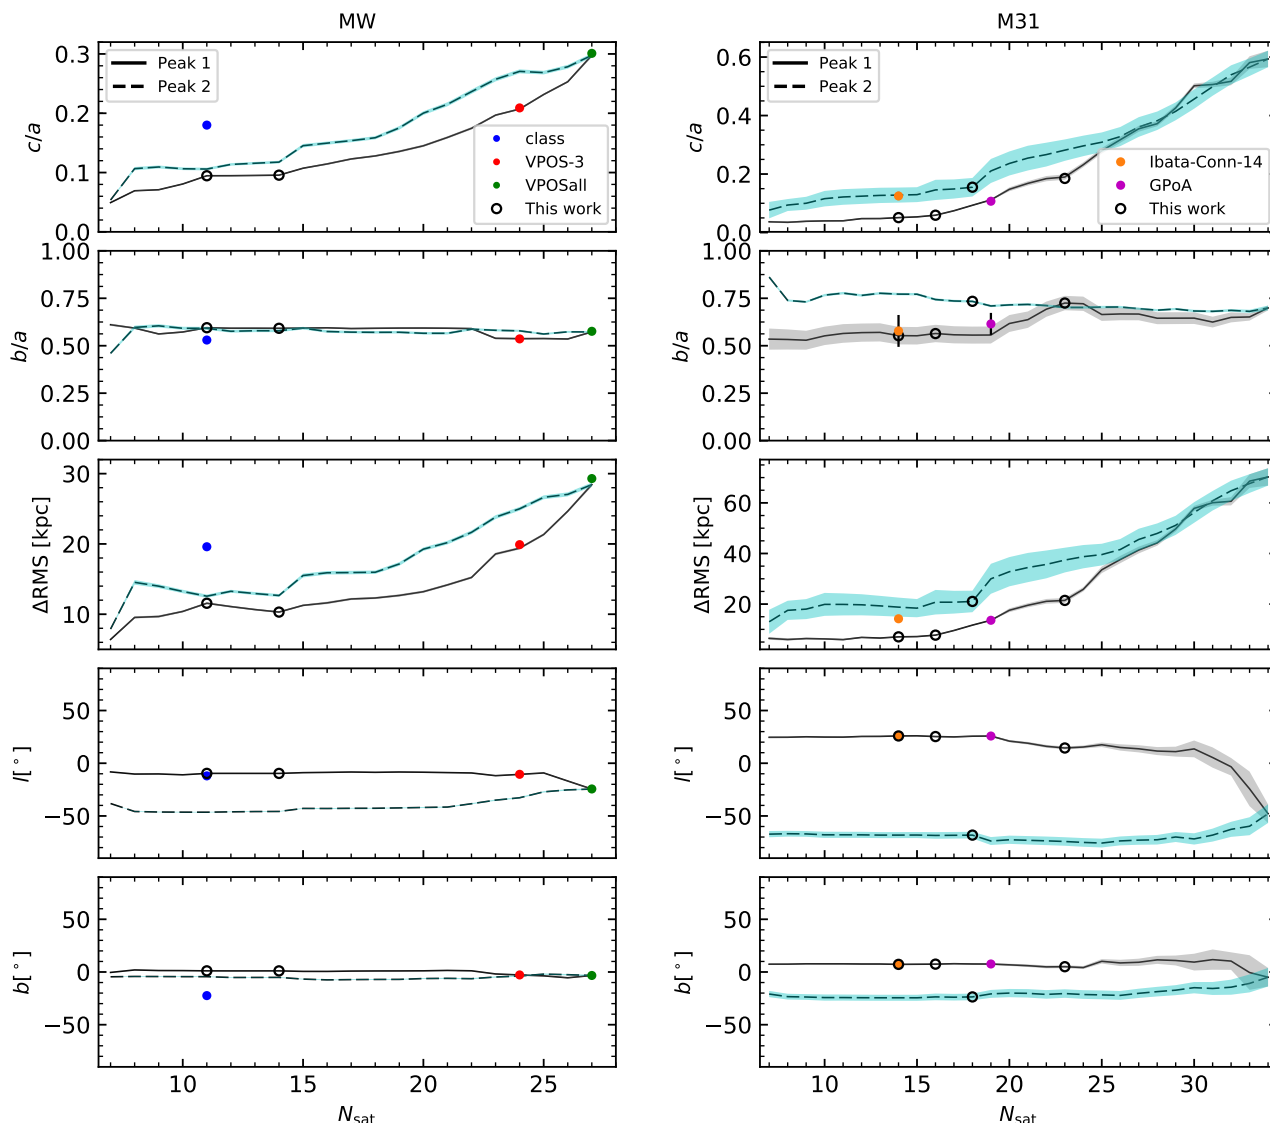 MW
M31
0.3
0.2
0.1
0.0
c/a
Peak 1
Peak 2
class
VPOS-3
VPOSall
This work
0.6
0.4
0.2
0.0
c/a
Peak 1
Peak 2
Ibata-Conn-14
GPoA
This work
1.00
0.75
0.50
0.25
0.00
b/a
1.00
0.75
0.50
0.25
0.00
b/a
30
20
10
ΔRMS [kpc]
60
40
20
ΔRMS [kpc]
50
0
−50
l[°]
50
0
−50
l[°]
50
0
−50
b[°]
50
0
−50
b[°]
10 15 20 25
10 15 20 25 30
Nsat
Nsat